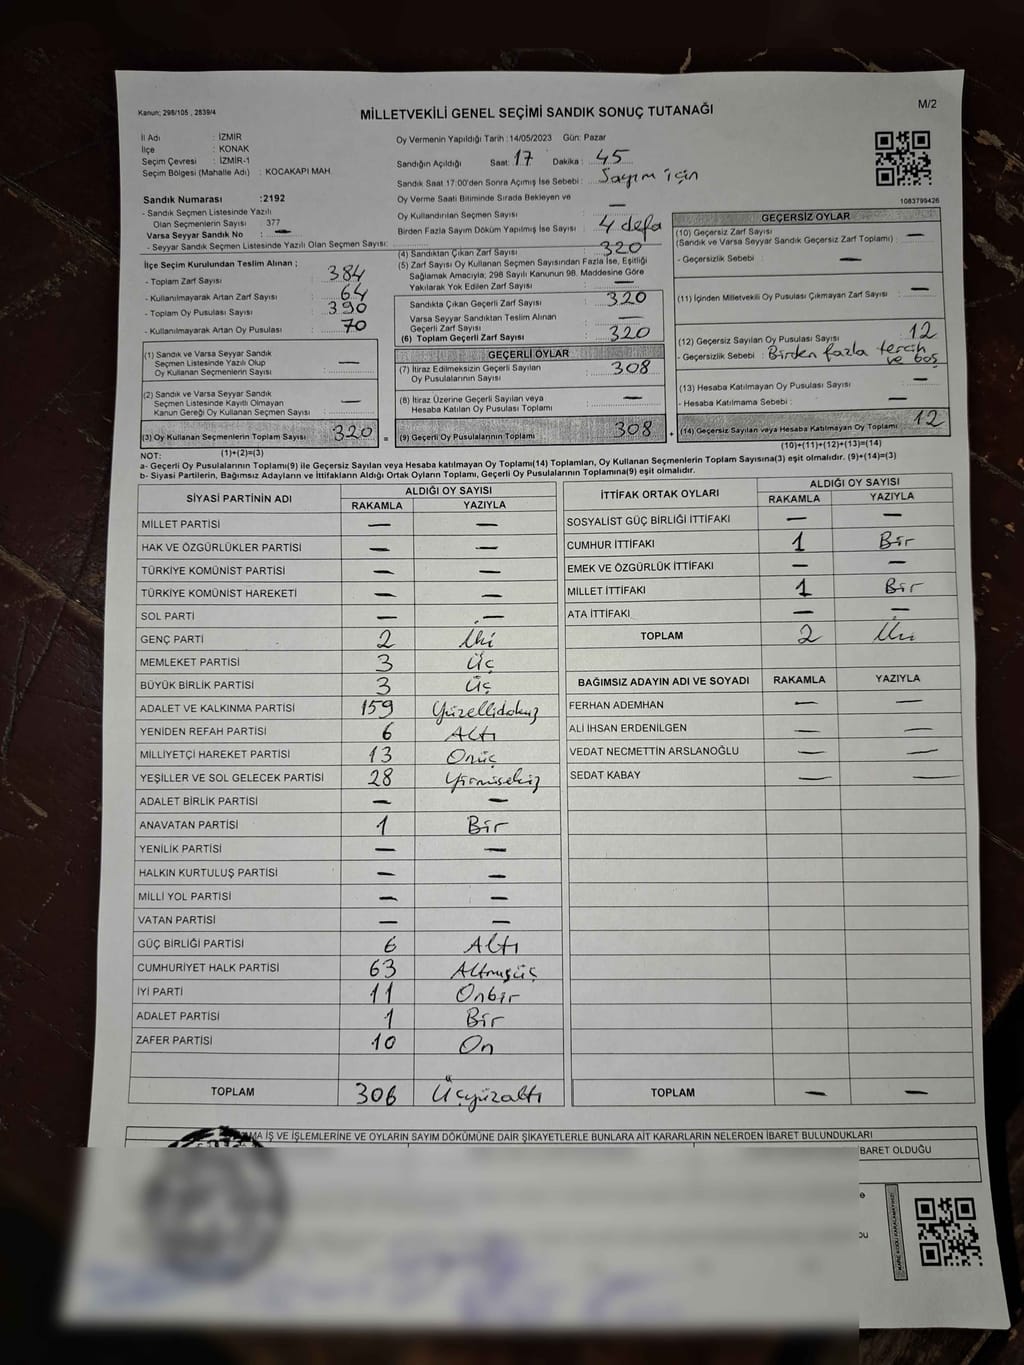 Kanun; 298/105 , 2839/4
MİLLETVEKİLİ GENEL SEÇİMİ SANDIK SONUÇ TUTANAĞI
M/2
İl Adı : İZMİR
İlçe : KONAK
Seçim Çevresi : İZMİR-1
Seçim Bölgesi (Mahalle Adı) : KOCAKAPI MAH.
Oy Vermenin Yapıldığı Tarih : 14/05/2023 Gün: Pazar
Sandığın Açıldığı Saat: 17 Dakika : 45
Sandık Saat 17:00'den Sonra Açımış İse Sebebi : Sayım için
Oy Verme Saati Bitiminde Sırada Bekleyen ve
Oy Kullandırılan Seçmen Sayısı : —
Birden Fazla Sayım Döküm Yapılmış İse Sayısı : 4 defa
1083799426
Sandık Numarası : 2192
- Sandık Seçmen Listesinde Yazılı
Olan Seçmenlerin Sayısı : 377
Varsa Seyyar Sandık No : —
- Seyyar Sandık Seçmen Listesinde Yazılı Olan Seçmen Sayısı:
İlçe Seçim Kurulundan Teslim Alınan ;
- Toplam Zarf Sayısı : 384
- Kullanılmayarak Artan Zarf Sayısı : 64
- Toplam Oy Pusulası Sayısı : 390
- Kullanılmayarak Artan Oy Pusulası : 70
(1) Sandık ve Varsa Seyyar Sandık
Seçmen Listesinde Yazılı Olup
Oy Kullanan Seçmenlerin Sayısı : —
(2) Sandık ve Varsa Seyyar Sandık
Seçmen Listesinde Kayıtlı Olmayan
Kanun Gereği Oy Kullanan Seçmen Sayısı : —
(3) Oy Kullanan Seçmenlerin Toplam Sayısı 320 =
(1)+(2)=(3)
(4) Sandıktan Çıkan Zarf Sayısı : 320
(5) Zarf Sayısı Oy Kullanan Seçmen Sayısından Fazla İse, Eşitliği
Sağlamak Amacıyla; 298 Sayılı Kanunun 98. Maddesine Göre
Yakılarak Yok Edilen Zarf Sayısı : —
Sandıkta Çıkan Geçerli Zarf Sayısı : 320
Varsa Seyyar Sandıktan Teslim Alınan
Geçerli Zarf Sayısı : —
(6) Toplam Geçerli Zarf Sayısı : 320
GEÇERLİ OYLAR
(7) İtiraz Edilmeksizin Geçerli Sayılan
Oy Pusulalarının Sayısı : 308
(8) İtiraz Üzerine Geçerli Sayılan veya
Hesaba Katılan Oy Pusulası Toplamı : —
(9) Geçerli Oy Pusulalarının Toplamı 308 +
GEÇERSİZ OYLAR
(10) Geçersiz Zarf Sayısı
(Sandık ve Varsa Seyyar Sandık Geçersiz Zarf Toplamı) : —
- Geçersizlik Sebebi : —
(11) İçinden Milletvekili Oy Pusulası Çıkmayan Zarf Sayısı : —
(12) Geçersiz Sayılan Oy Pusulası Sayısı : 12
- Geçersizlik Sebebi : Birden fazla tercih
ve boş
(13) Hesaba Katılmayan Oy Pusulası Sayısı : —
- Hesaba Katılmama Sebebi : —
(14) Geçersiz Sayılan veya Hesaba Katılmayan Oy Toplamı 12
(10)+(11)+(12)+(13)=(14)
NOT:
a- Geçerli Oy Pusulalarının Toplamı(9) ile Geçersiz Sayılan veya Hesaba katılmayan Oy Toplamı(14) Toplamları, Oy Kullanan Seçmenlerin Toplam Sayısına(3) eşit olmalıdır. (9)+(14)=(3)
b- Siyasi Partilerin, Bağımsız Adayların ve İttifakların Aldığı Ortak Oyların Toplamı, Geçerli Oy Pusulalarının Toplamına(9) eşit olmalıdır.
SİYASİ PARTİNİN ADI ALDIĞI OY SAYISI
RAKAMLA YAZIYLA
MİLLET PARTİSİ — —
HAK VE ÖZGÜRLÜKLER PARTİSİ — —
TÜRKİYE KOMÜNİST PARTİSİ — —
TÜRKİYE KOMÜNİST HAREKETİ — —
SOL PARTİ — —
GENÇ PARTİ 2 İki
MEMLEKET PARTİSİ 3 Üç
BÜYÜK BİRLİK PARTİSİ 3 Üç
ADALET VE KALKINMA PARTİSİ 159 Yüzellidokuz
YENİDEN REFAH PARTİSİ 6 Altı
MİLLİYETÇİ HAREKET PARTİSİ 13 Onüç
YEŞİLLER VE SOL GELECEK PARTİSİ 28 Yirmisekiz
ADALET BİRLİK PARTİSİ — —
ANAVATAN PARTİSİ 1 Bir
YENİLİK PARTİSİ — —
HALKIN KURTULUŞ PARTİSİ — —
MİLLİ YOL PARTİSİ — —
VATAN PARTİSİ — —
GÜÇ BİRLİĞİ PARTİSİ 6 Altı
CUMHURİYET HALK PARTİSİ 63 Altmışüç
İYİ PARTİ 11 Onbir
ADALET PARTİSİ 1 Bir
ZAFER PARTİSİ 10 On
TOPLAM 306 Üçyüzaltı
İTTİFAK ORTAK OYLARI ALDIĞI OY SAYISI
RAKAMLA YAZIYLA
SOSYALİST GÜÇ BİRLİĞİ İTTİFAKI — —
CUMHUR İTTİFAKI 1 Bir
EMEK VE ÖZGÜRLÜK İTTİFAKI — —
MİLLET İTTİFAKI 1 Bir
ATA İTTİFAKI — —
TOPLAM 2 İki
BAĞIMSIZ ADAYIN ADI VE SOYADI RAKAMLA YAZIYLA
FERHAN ADEMHAN — —
ALİ İHSAN ERDENİLGEN — —
VEDAT NECMETTİN ARSLANOĞLU — —
SEDAT KABAY — —
TOPLAM — —
MA İŞ VE İŞLEMLERİNE VE OYLARIN SAYIM DÖKÜMÜNE DAİR ŞİKAYETLERLE BUNLARA AİT KARARLARIN NELERDEN İBARET BULUNDUKLARI
BARET OLDUĞU